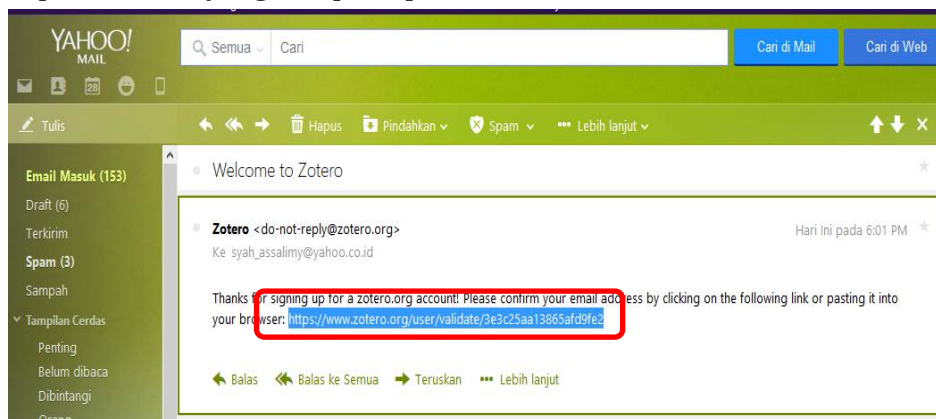 YAHOO!
MAIL
Semua
Cari
Cari di Mail
Cari di Web
28
Tulis
Hapus
Pindahkan
Spam
Lebih lanjut
Email Masuk (153)
Draft (6)
Terkirim
Spam (3)
Sampah
Tampilan Cerdas
Penting
Belum dibaca
Dibintangi
Welcome to Zotero
Zotero <do-not-reply@zotero.org>
Hari Ini pada 6:01 PM
Ke syah_assalimy@yahoo.co.id
Thanks for signing up for a zotero.org account! Please confirm your email address by clicking on the following link or pasting it into
your browser: https://www.zotero.org/user/validate/3e3c25aa13865afd9fe2
Balas
Balas ke Semua
Teruskan
Lebih lanjut